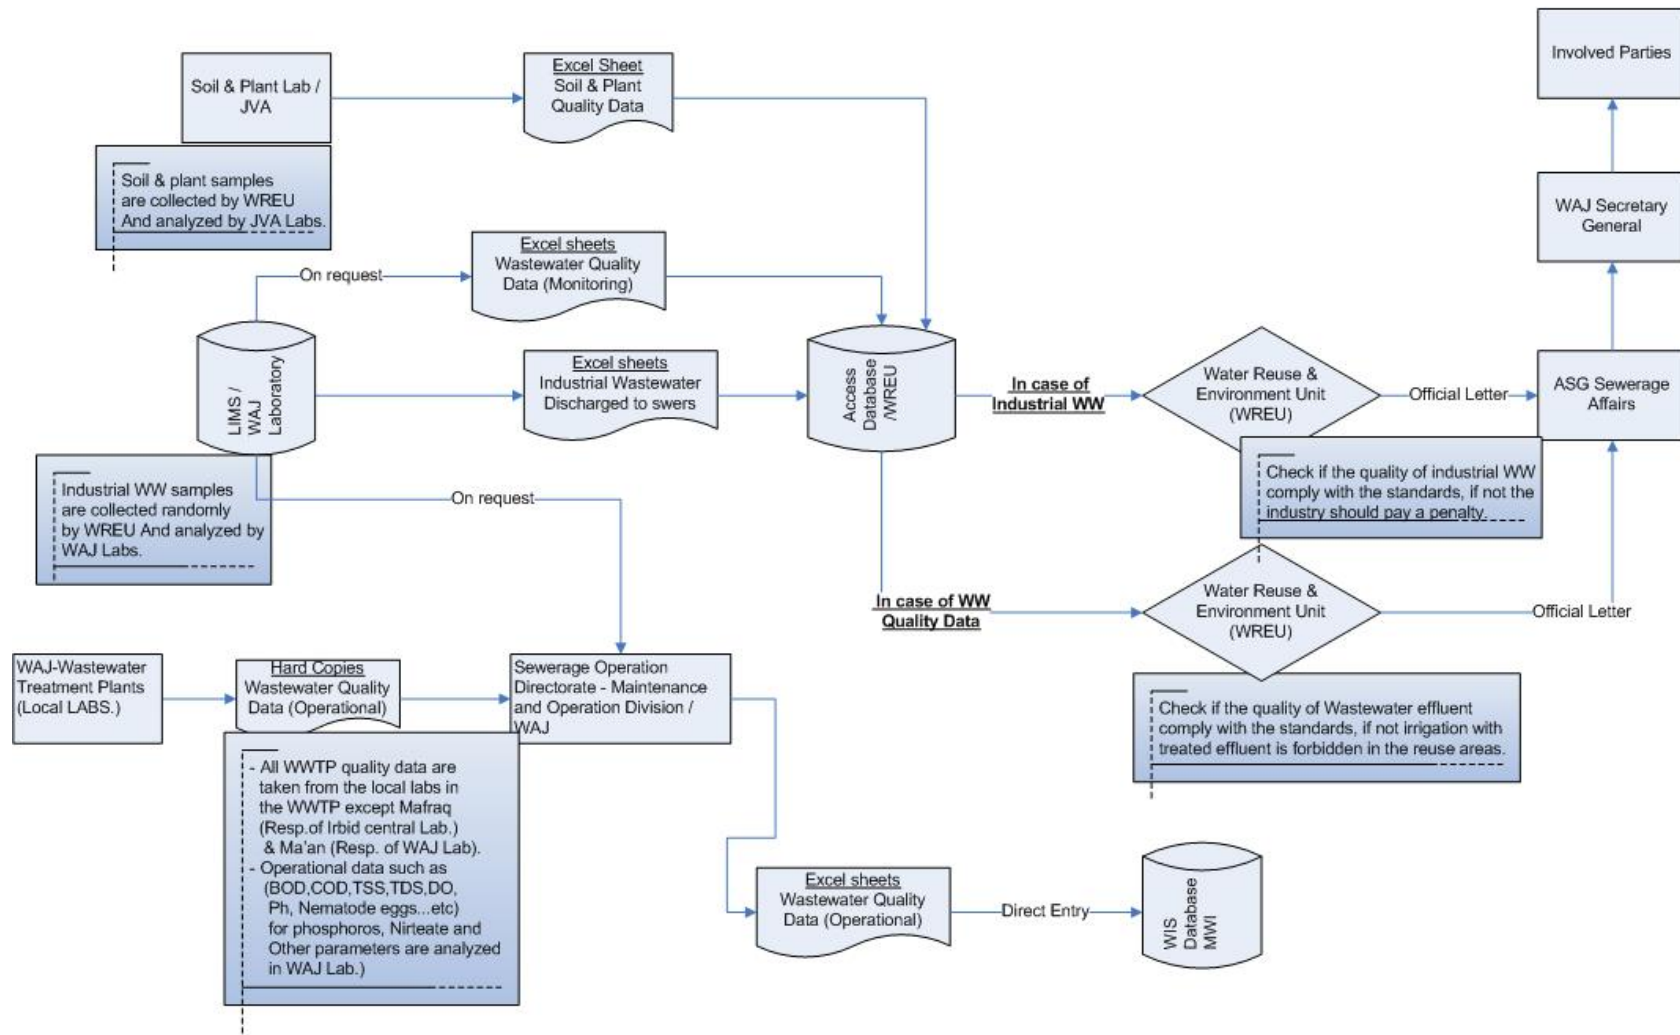 Involved Parties
Soil & Plant Lab /
JVA
Excel Sheet
Soil & Plant
Quality Data
Soil & plant samples
are collected by WREU
And analyzed by JVA Labs.
WAJ Secretary
General
On request
Excel sheets
Wastewater Quality
Data (Monitoring)
LIMS /
WAJ
Laboratory
Excel sheets
Industrial Wastewater
Discharged to swers
Access
Database
/WREU
In case of
Industrial WW
Water Reuse &
Environment Unit
(WREU)
Official Letter
ASG Sewerage
Affairs
Check if the quality of industrial WW
comply with the standards, if not the
industry should pay a penalty.
Industrial WW samples
are collected randomly
by WREU And analyzed by
WAJ Labs.
On request
In case of WW
Quality Data
Water Reuse &
Environment Unit
(WREU)
Official Letter
Check if the quality of Wastewater effluent
comply with the standards, if not irrigation with
treated effluent is forbidden in the reuse areas.
WAJ-Wastewater
Treatment Plants
(Local LABS.)
Hard Copies
Wastewater Quality
Data (Operational)
Sewerage Operation
Directorate - Maintenance
and Operation Division /
WAJ
- All WWTP quality data are
taken from the local labs in
the WWTP except Mafraq
(Resp.of Irbid central Lab.)
& Ma'an (Resp. of WAJ Lab).
- Operational data such as
(BOD,COD,TSS,TDS,DO,
Ph, Nematode eggs...etc)
for phosphoros, Nirteate and
Other parameters are analyzed
in WAJ Lab.)
Excel sheets
Wastewater Quality
Data (Operational)
Direct Entry
WIS
Database
MWI